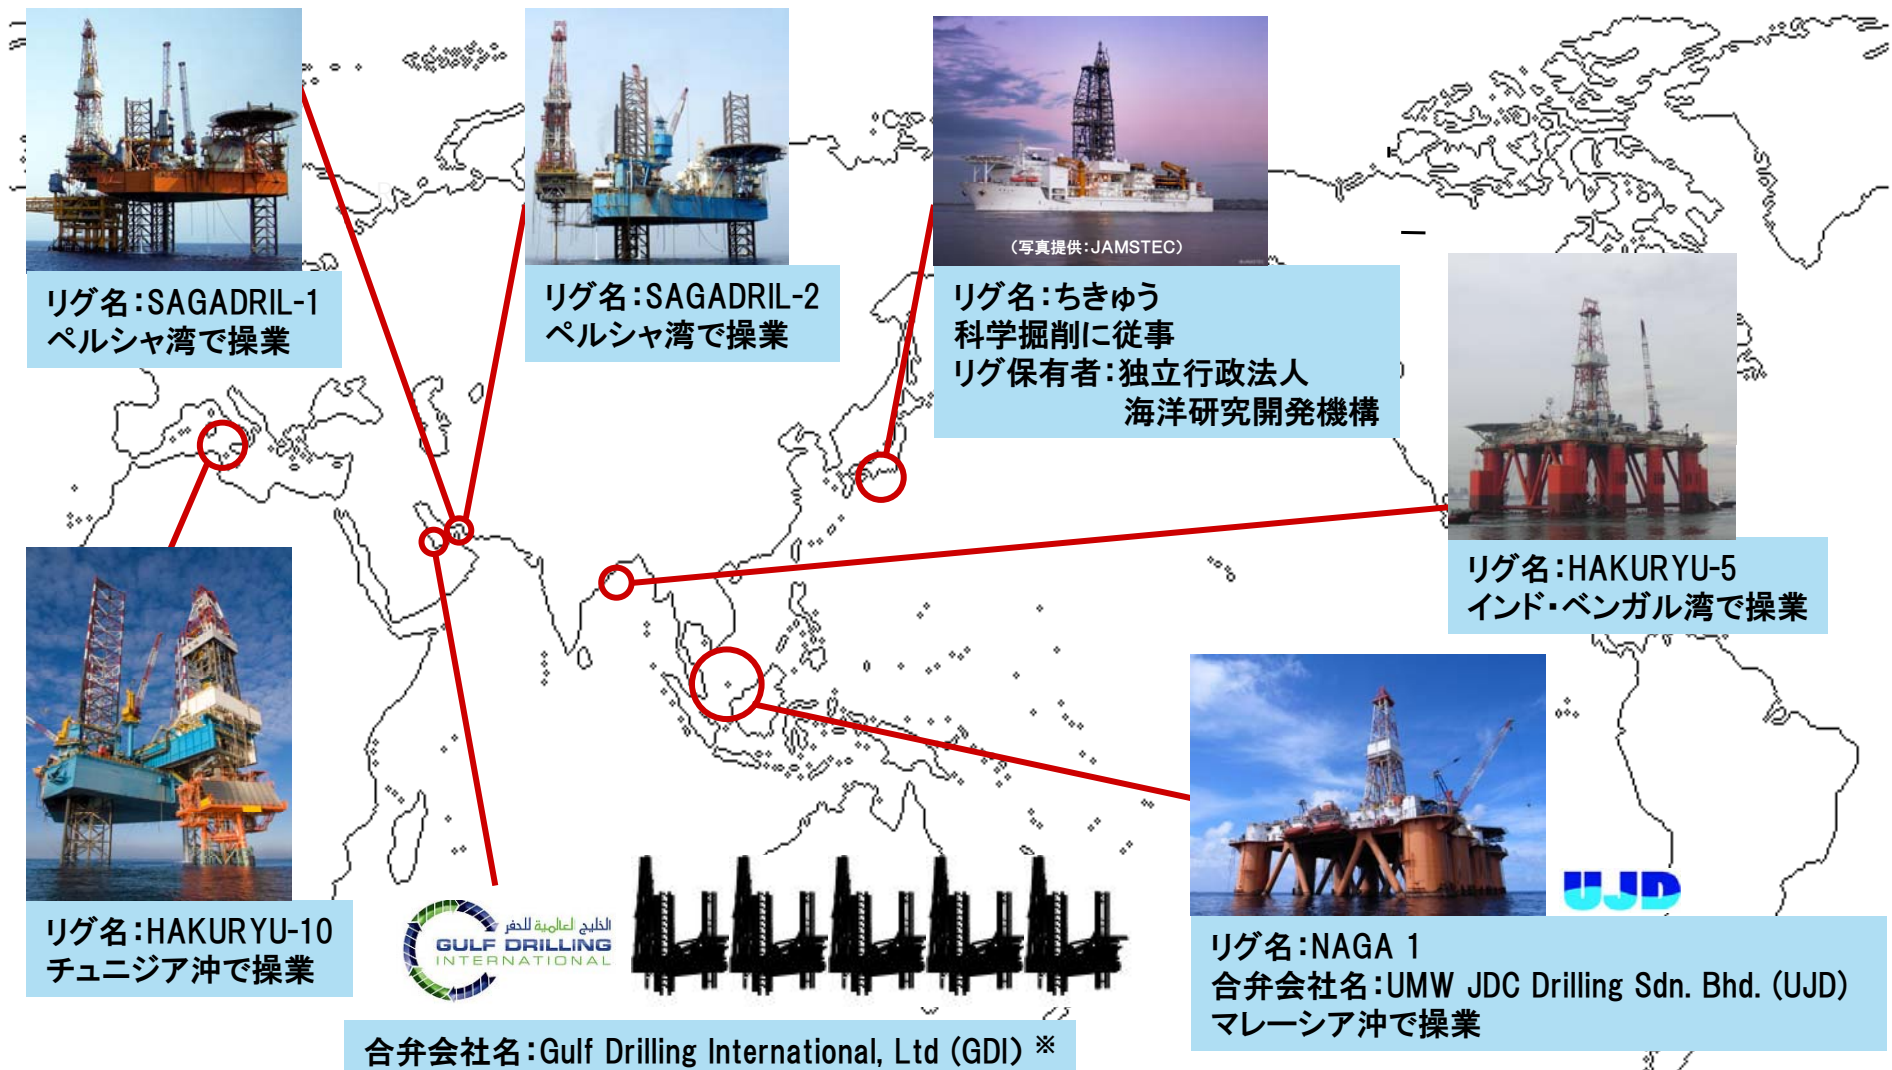 リグ名：SAGADRIL-1
ペルシャ湾で操業
リグ名：SAGADRIL-2
ペルシャ湾で操業
（写真提供：JAMSTEC）
リグ名：ちきゅう
科学掘削に従事
リグ保有者：独立行政法人
海洋研究開発機構
リグ名：HAKURYU-5
インド・ベンガル湾で操業
リグ名：HAKURYU-10
チュニジア沖で操業
الخليج العالمية للحفر
GULF DRILLING
INTERNATIONAL
合弁会社名：Gulf Drilling International, Ltd (GDI) ※
UJD
リグ名：NAGA 1
合弁会社名：UMW JDC Drilling Sdn. Bhd. (UJD)
マレーシア沖で操業